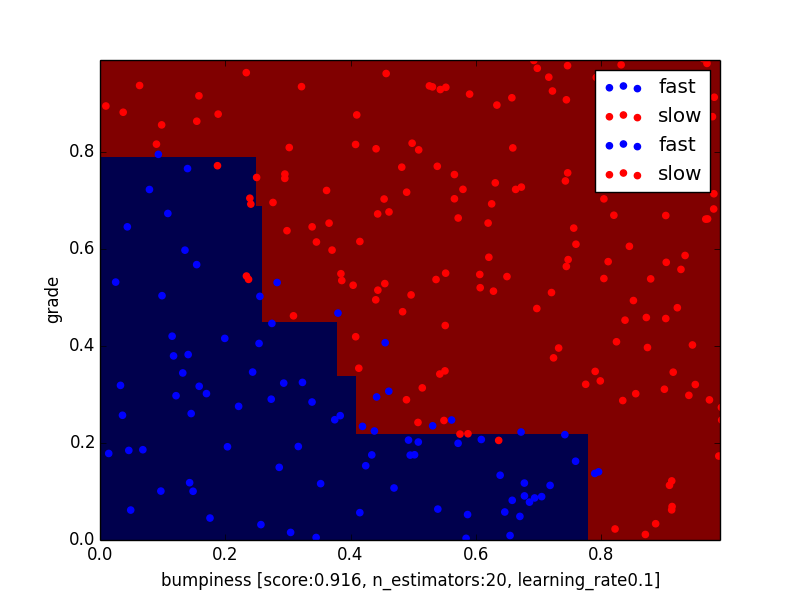 fast
slow
fast
slow
grade
0.8
0.6
0.4
0.2
0.0
0.0 0.2 0.4 0.6 0.8
bumpiness [score:0.916, n_estimators:20, learning_rate0.1]